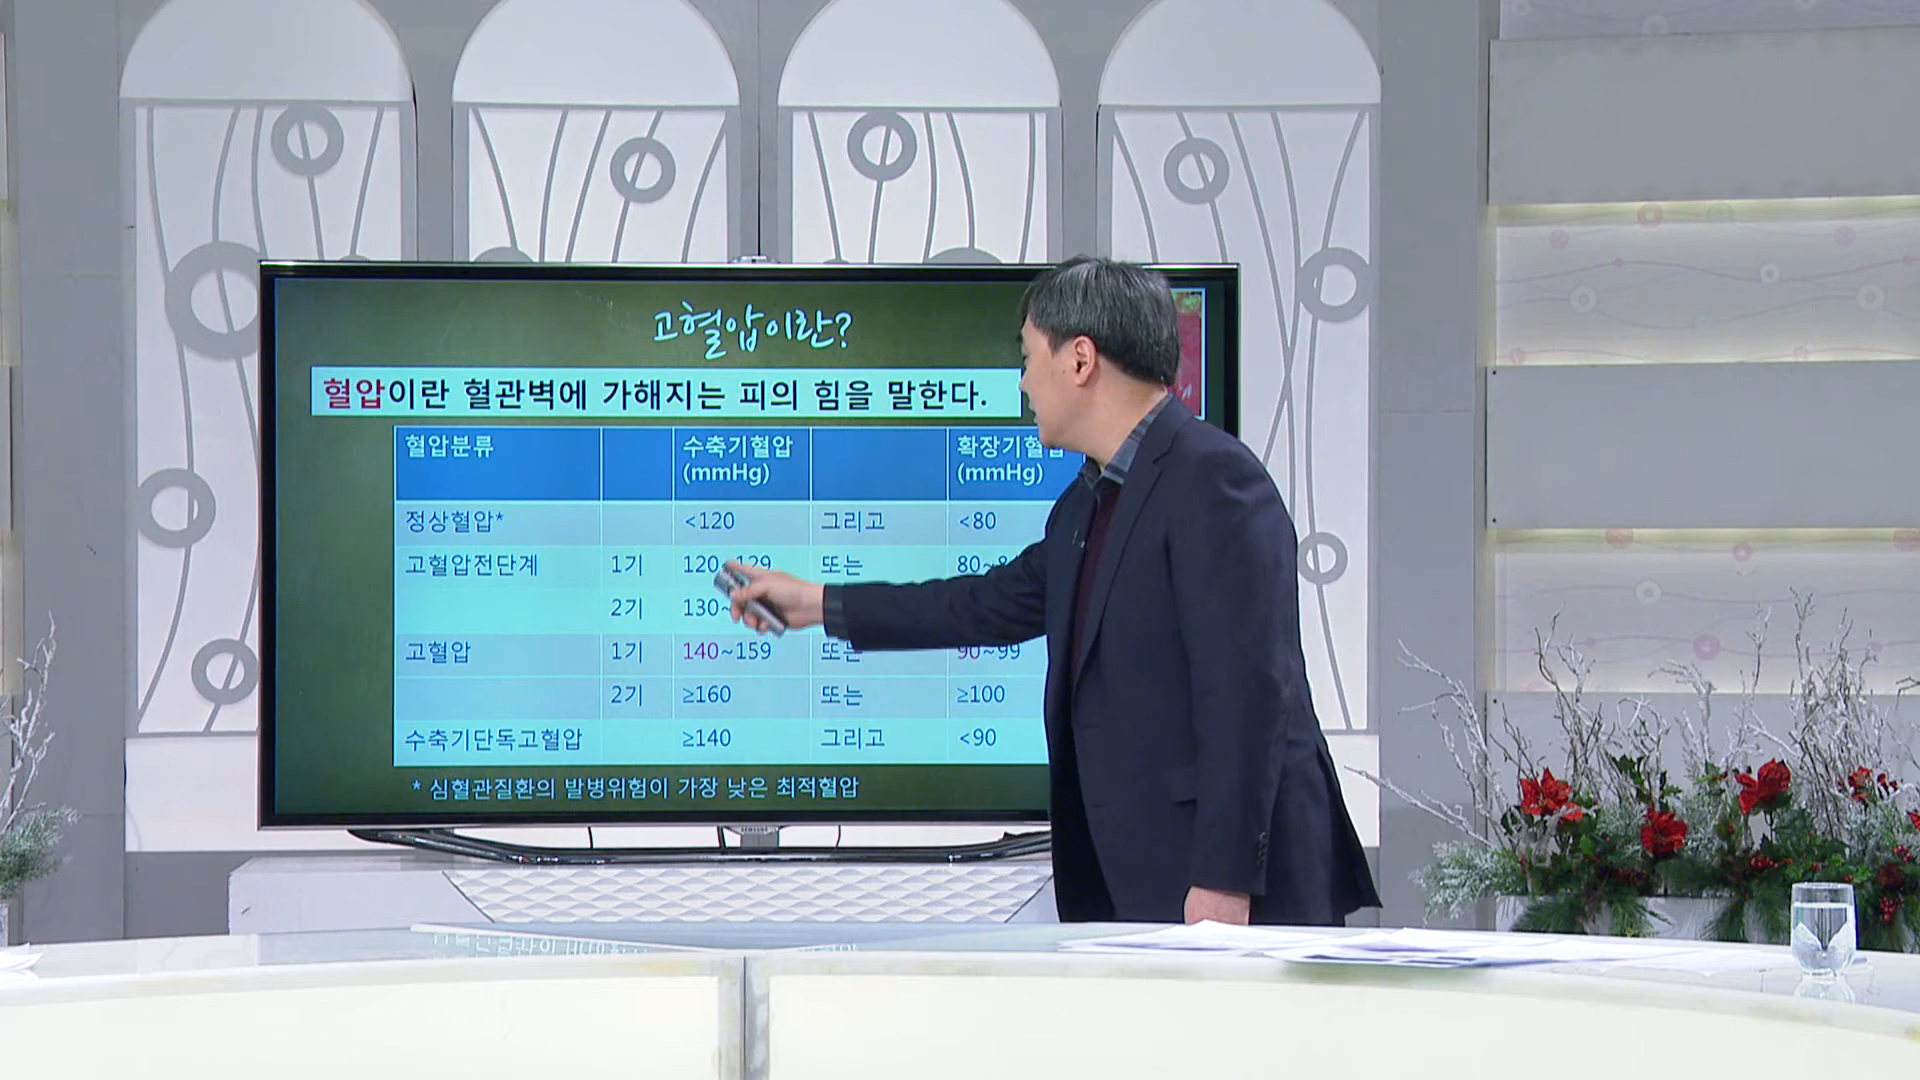 고혈압이란?
혈압이란 혈관벽에 가해지는 피의 힘을 말한다.
혈압분류 수축기혈압 (mmHg) 확장기혈압 (mmHg)
정상혈압* <120 그리고 <80
고혈압전단계 1기 120~129 또는 80~
2기 130~
고혈압 1기 140~159 또는 90~99
2기 ≥160 또는 ≥100
수축기단독고혈압 ≥140 그리고 <90
* 심혈관질환의 발병위험이 가장 낮은 최적혈압
SAMSUNG